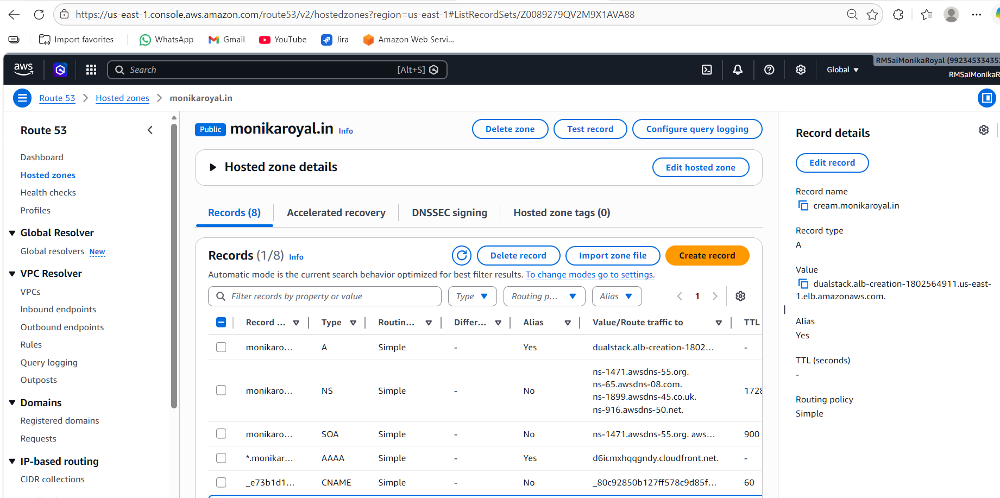 https://us-east-1.console.aws.amazon.com/route53/v2/hostedzones?region=us-east-1#ListRecordSets/Z0089279QV2M9X1AVA88
Import favorites
WhatsApp
Gmail
YouTube
Jira
Amazon Web Servi...
aws
Search
[Alt+S]
Global
RMSaiMonikaRoyal (992345334352
RMSaiMonikaR
Route 53
Hosted zones
monikaroyal.in
Route 53
Dashboard
Hosted zones
Health checks
Profiles
Global Resolver
Global resolvers New
VPC Resolver
VPCs
Inbound endpoints
Outbound endpoints
Rules
Query logging
Outposts
Domains
Registered domains
Requests
IP-based routing
CIDR collections
Public monikaroyal.in Info
Delete zone
Test record
Configure query logging
Hosted zone details
Edit hosted zone
Records (8)
Accelerated recovery
DNSSEC signing
Hosted zone tags (0)
Records (1/8) Info
Delete record
Import zone file
Create record
Automatic mode is the current search behavior optimized for best filter results. To change modes go to settings.
Filter records by property or value
Type
Routing p...
Alias
1
Record ... Type Routin... Differ... Alias Value/Route traffic to TTL
monikaro... A Simple - Yes dualstack.alb-creation-1802... -
ns-1471.awsdns-55.org.
ns-65.awsdns-08.com.
monikaro... NS Simple - No 1728
ns-1899.awsdns-45.co.uk.
ns-916.awsdns-50.net.
monikaro... SOA Simple - No ns-1471.awsdns-55.org. aws... 900
*.monikar... AAAA Simple - Yes d6icmxhqqgndy.cloudfront.net. -
_e73b1d1... CNAME Simple - No _80c92850b127ff578c9d85f... 60
Record details
Edit record
Record name
cream.monikaroyal.in
Record type
A
Value
dualstack.alb-creation-1802564911.us-east-
1.elb.amazonaws.com.
Alias
Yes
TTL (seconds)
-
Routing policy
Simple